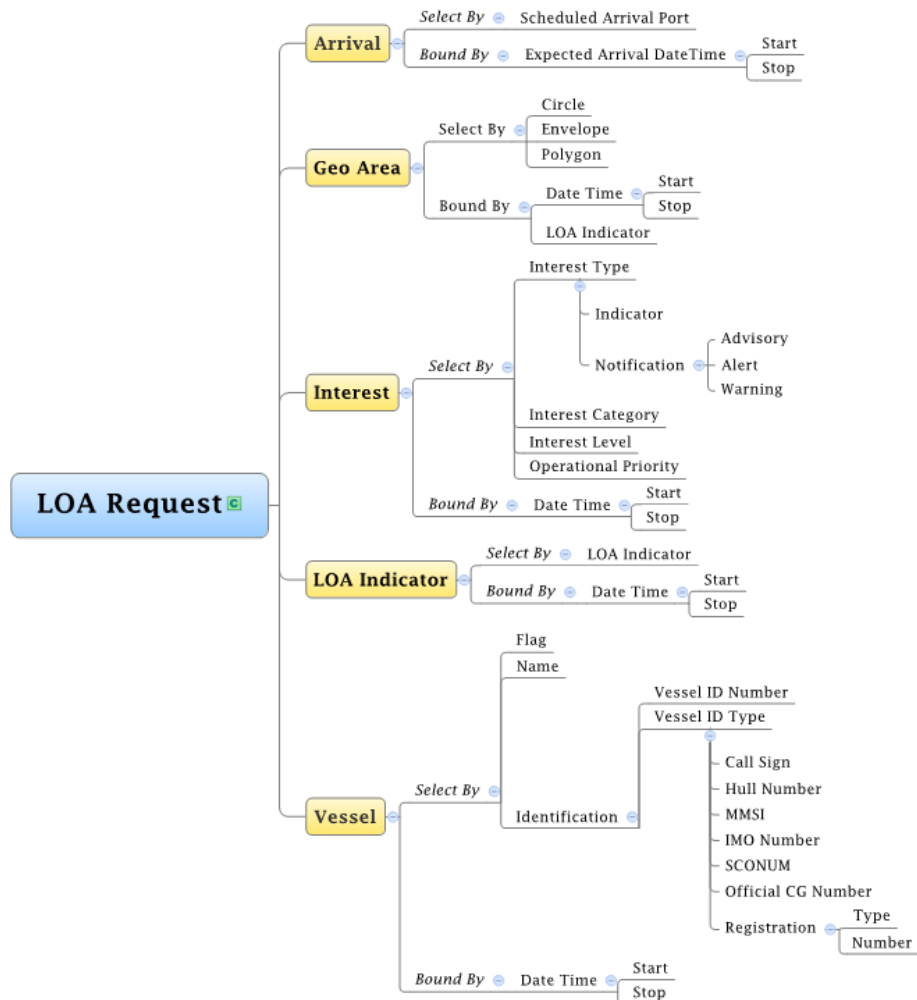 Select By Scheduled Arrival Port
Arrival
Bound By Expected Arrival DateTime
Start
Stop
Circle
Select By Envelope
Polygon
Geo Area
Start
Date Time
Stop
Bound By
LOA Indicator
Interest Type
Indicator
Advisory
Select By
Notification Alert
Warning
Interest
Interest Category
Interest Level
Operational Priority
Start
Bound By Date Time
Stop
LOA Request C
Select By LOA Indicator
LOA Indicator
Start
Bound By Date Time
Stop
Flag
Name
Vessel ID Number
Vessel ID Type
Call Sign
Select By
Hull Number
Vessel
Identification
MMSI
IMO Number
SCONUM
Official CG Number
Registration
Type
Number
Start
Bound By Date Time
Stop